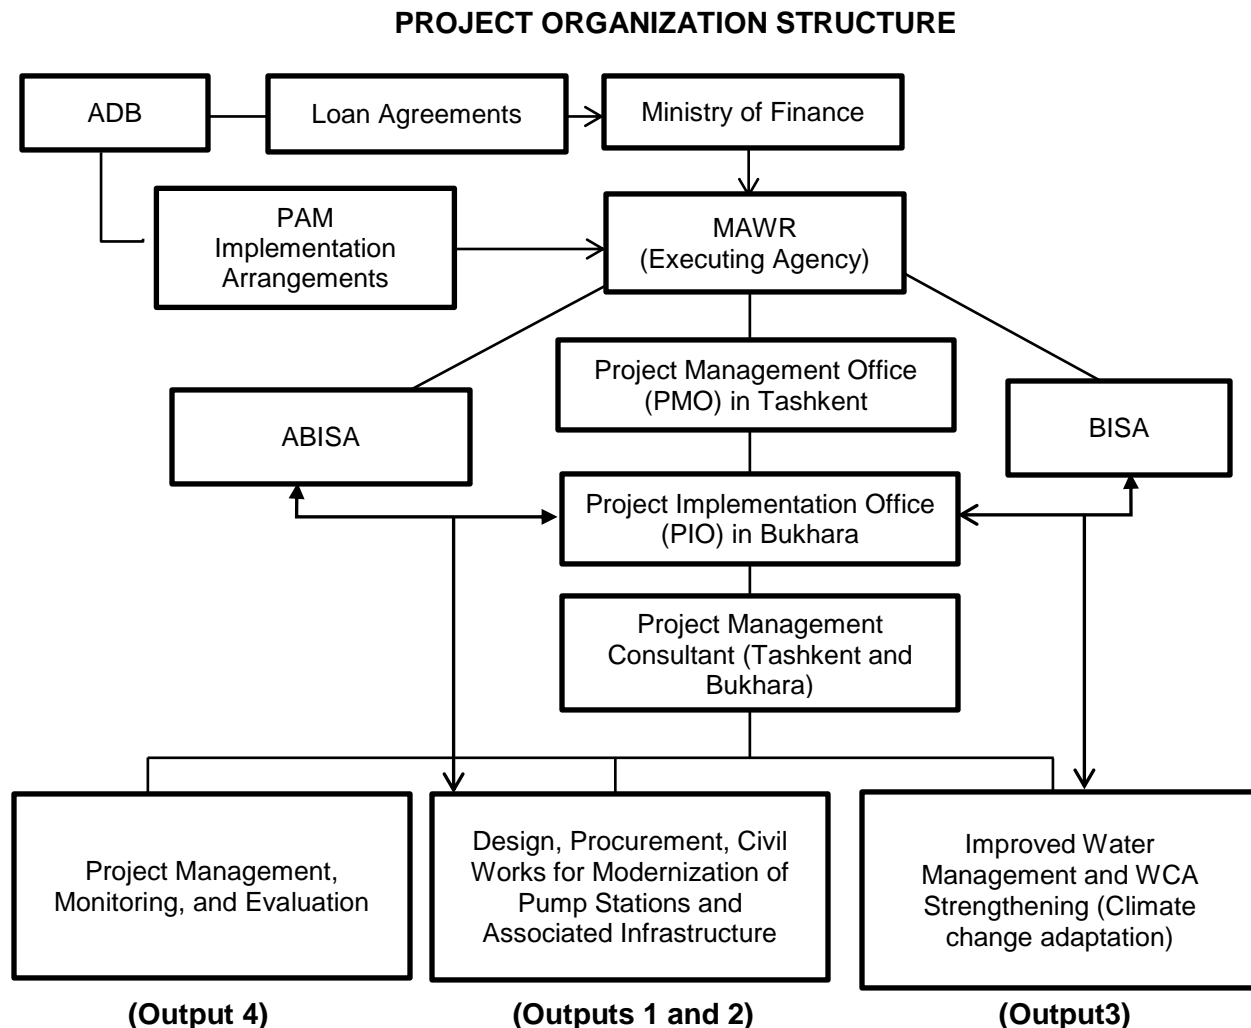 PROJECT ORGANIZATION STRUCTURE
ADB
Loan Agreements
Ministry of Finance
PAM
Implementation
Arrangements
MAWR
(Executing Agency)
Project Management Office
(PMO) in Tashkent
ABISA
BISA
Project Implementation Office
(PIO) in Bukhara
Project Management
Consultant (Tashkent and
Bukhara)
Project Management,
Monitoring, and Evaluation
Design, Procurement, Civil
Works for Modernization of
Pump Stations and
Associated Infrastructure
Improved Water
Management and WCA
Strengthening (Climate
change adaptation)
(Output 4)
(Outputs 1 and 2)
(Output3)